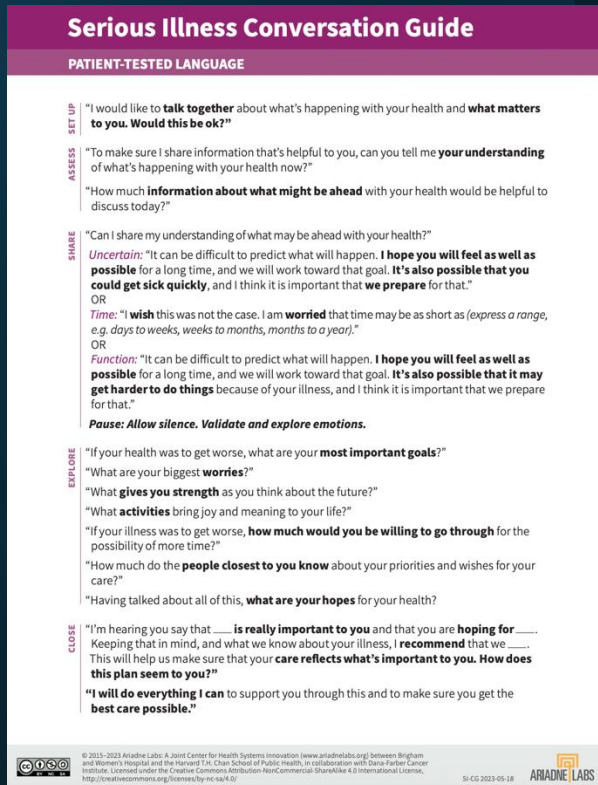 Serious Illness Conversation Guide
PATIENT-TESTED LANGUAGE
SET UP
“I would like to talk together about what’s happening with your health and what matters
to you. Would this be ok?”
ASSESS
“To make sure I share information that’s helpful to you, can you tell me your understanding
of what’s happening with your health now?”
“How much information about what might be ahead with your health would be helpful to
discuss today?”
SHARE
“Can I share my understanding of what may be ahead with your health?”
Uncertain: “It can be difficult to predict what will happen. I hope you will feel as well as
possible for a long time, and we will work toward that goal. It’s also possible that you
could get sick quickly, and I think it is important that we prepare for that.”
OR
Time: “I wish this was not the case. I am worried that time may be as short as (express a range,
e.g. days to weeks, weeks to months, months to a year).”
OR
Function: “It can be difficult to predict what will happen. I hope you will feel as well as
possible for a long time, and we will work toward that goal. It’s also possible that it may
get harder to do things because of your illness, and I think it is important that we prepare
for that.”
Pause: Allow silence. Validate and explore emotions.
EXPLORE
“If your health was to get worse, what are your most important goals?”
“What are your biggest worries?”
“What gives you strength as you think about the future?”
“What activities bring joy and meaning to your life?”
“If your illness was to get worse, how much would you be willing to go through for the
possibility of more time?”
“How much do the people closest to you know about your priorities and wishes for your
care?”
“Having talked about all of this, what are your hopes for your health?
CLOSE
“I’m hearing you say that ___ is really important to you and that you are hoping for ___.
Keeping that in mind, and what we know about your illness, I recommend that we ___.
This will help us make sure that your care reflects what’s important to you. How does
this plan seem to you?”
“I will do everything I can to support you through this and to make sure you get the
best care possible.”
CC BY NC SA
© 2015–2023 Ariadne Labs: A Joint Center for Health Systems Innovation (www.ariadnelabs.org) between Brigham
and Women’s Hospital and the Harvard T.H. Chan School of Public Health, in collaboration with Dana-Farber Cancer
Institute. Licensed under the Creative Commons Attribution-NonCommercial-ShareAlike 4.0 International License,
http://creativecommons.org/licenses/by-nc-sa/4.0/
SI-CG 2023-05-18
ARIADNE LABS